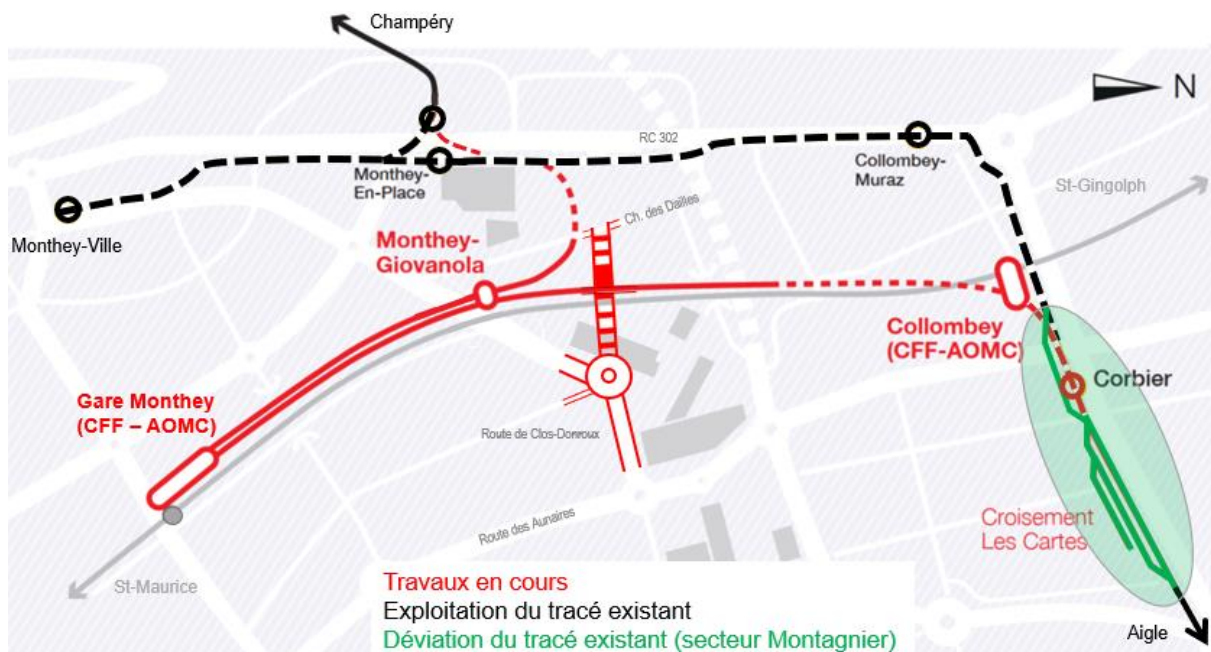 Champéry
N
RC 302
Monthey-
En-Place
Collombey-
Muraz
St-Gingolph
Ch. des Dailles
Monthey-Ville
Monthey-
Giovanola
Collombey
(CFF-AOMC)
Corbier
Gare Monthey
(CFF – AOMC)
Route de Clos-Donroux
Croisement
Les Cartes
Route des Aunaires
St-Maurice
Travaux en cours
Exploitation du tracé existant
Déviation du tracé existant (secteur Montagnier)
Aigle